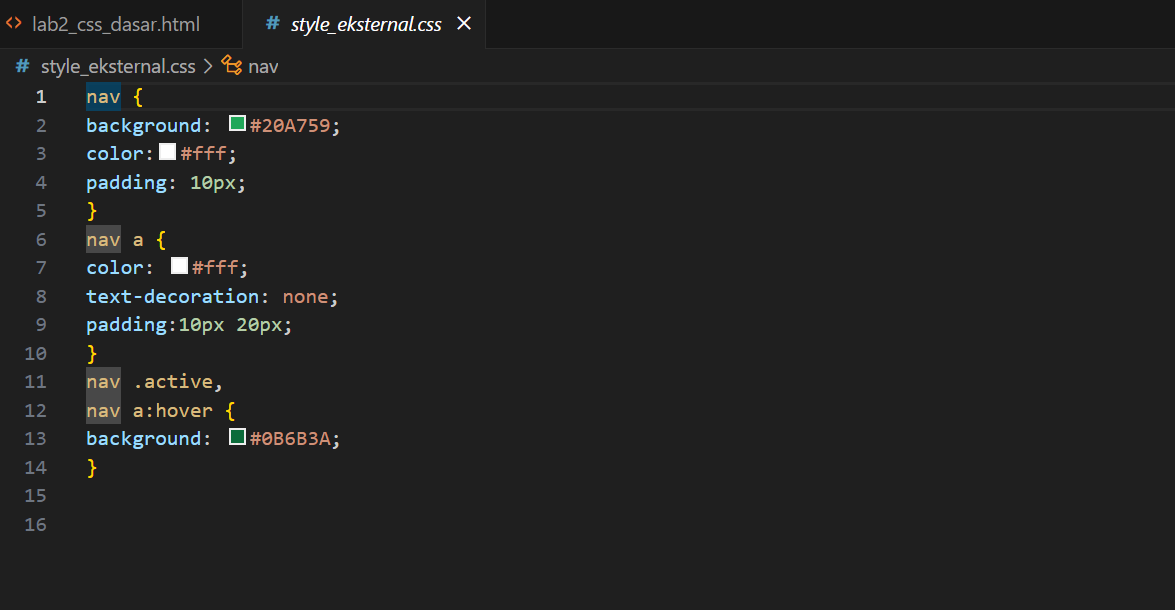 lab2_css_dasar.html
# style_eksternal.css
# style_eksternal.css > nav
1 nav {
2 background: #20A759;
3 color: #fff;
4 padding: 10px;
5 }
6 nav a {
7 color: #fff;
8 text-decoration: none;
9 padding:10px 20px;
10 }
11 nav .active,
12 nav a:hover {
13 background: #0B6B3A;
14 }
15
16